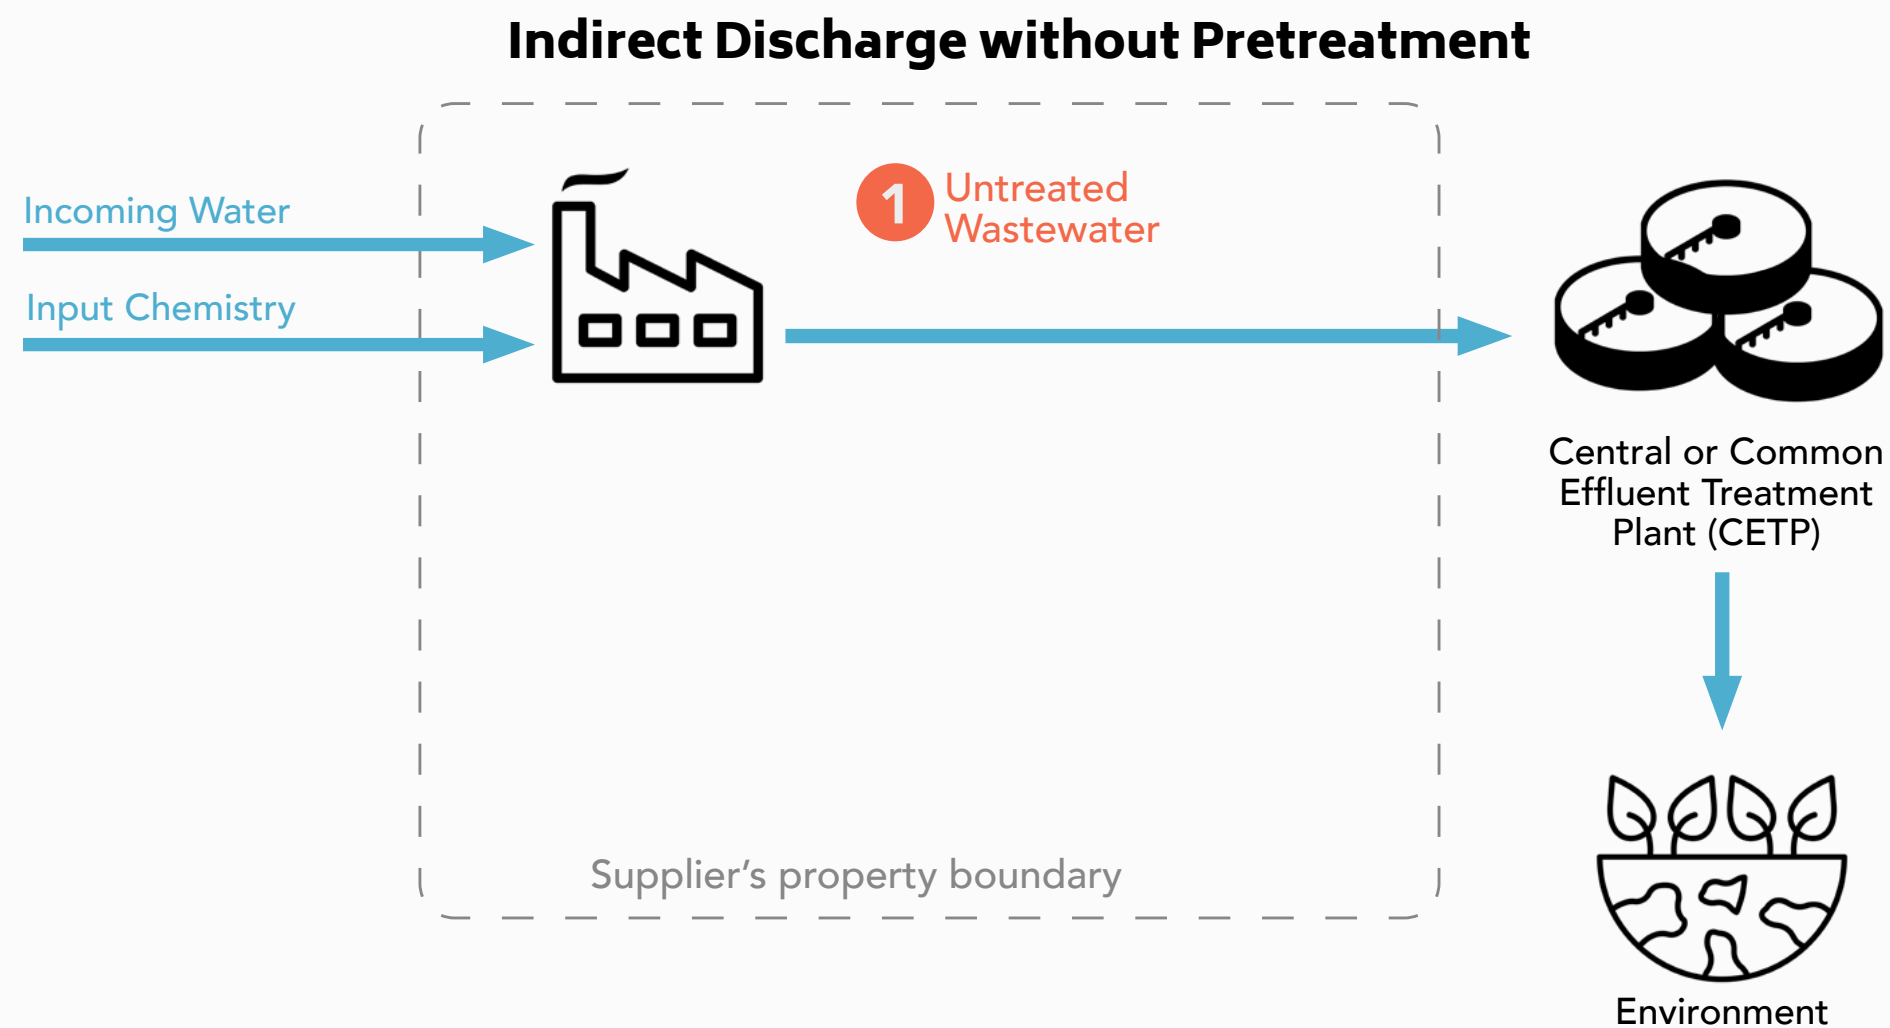 Indirect Discharge without Pretreatment
Incoming Water
Input Chemistry
1
Untreated
Wastewater
Central or Common
Effluent Treatment
Plant (CETP)
Supplier’s property boundary
Environment